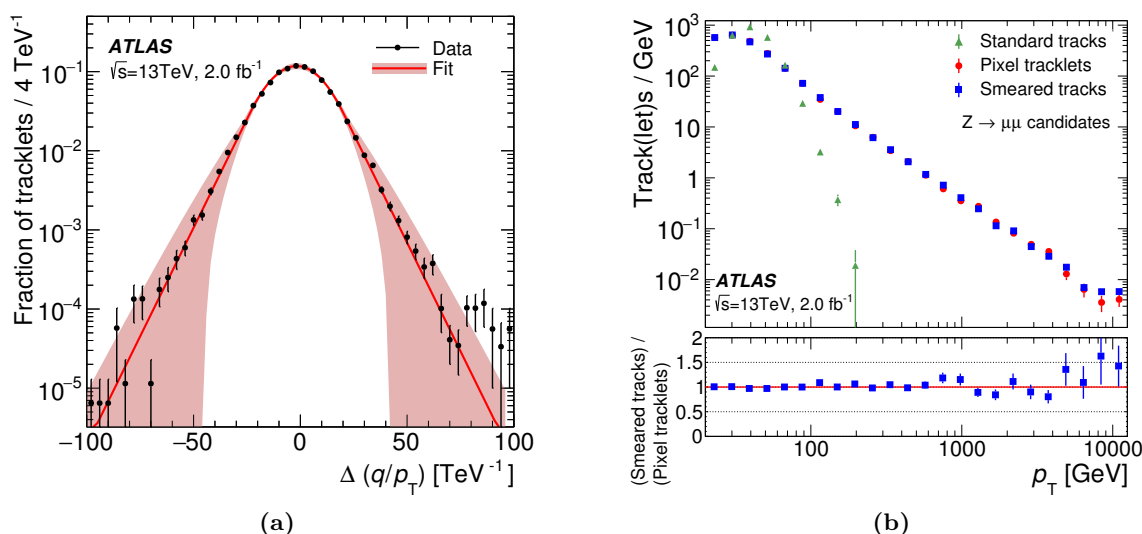 Fraction of tracklets / 4 TeV⁻¹
ATLAS
√s=13TeV, 2.0 fb⁻¹
Data
Fit
10⁻¹
10⁻²
10⁻³
10⁻⁴
10⁻⁵
−100 −50 0 50 100
Δ (q/p_T) [TeV⁻¹]
(a)
Track(let)s / GeV
10³
10²
10
1
10⁻¹
10⁻²
Standard tracks
Pixel tracklets
Smeared tracks
Z → μμ candidates
ATLAS
√s=13TeV, 2.0 fb⁻¹
(Smeared tracks) /
(Pixel tracklets)
2
1.5
1
0.5
0
100 1000 10000
p_T [GeV]
(b)